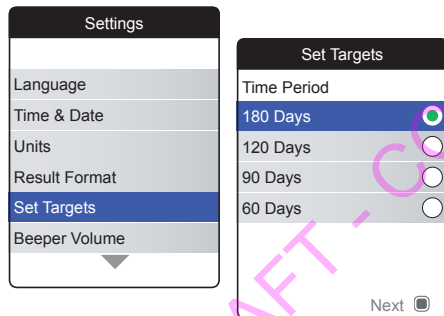 Settings
Language
Time & Date
Units
Result Format
Set Targets
Beeper Volume
Set Targets
Time Period
180 Days
120 Days
90 Days
60 Days
Next